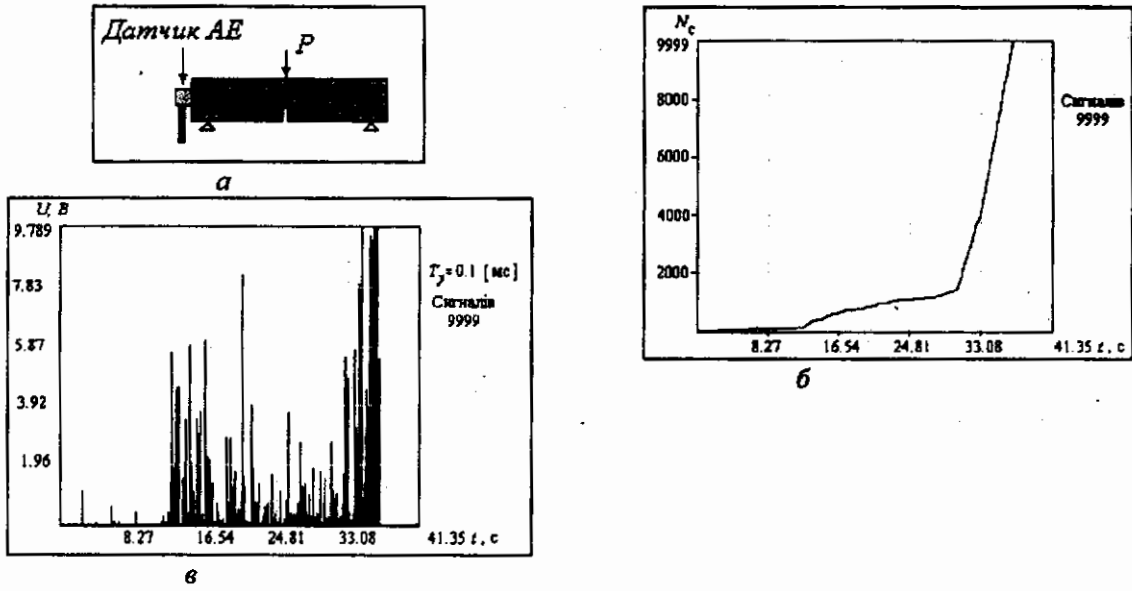 Датчик АЕ
P
а
U, В
9.789
7.83
5.87
3.92
1.96
8.27 16.54 24.81 33.08 41.35 t, с
= 0.1 [мс]
Сигналів
9999
в
Nс
9999
8000
6000
4000
2000
8.27 16.54 24.81 33.08 41.35 t, с
Сигналів
9999
б